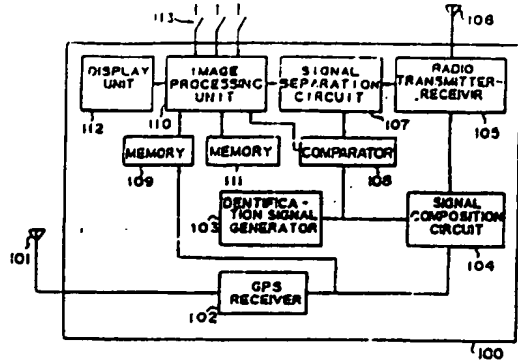 113
106
DISPLAY
UNIT
112
IMAGE
PROCESSING
UNIT
110
SIGNAL
SEPARATION
CIRCUIT
107
RADIO
TRANSMITTER-
RECEIVIR
105
MEMORY
109
MEMORY
111
COMPARATOR
108
IDENTIFICA-
TION SIGNAL
GENERATOR
103
SIGNAL
COMPOSITION
CIRCUIT
104
101
GPS
RECEIVER
102
100